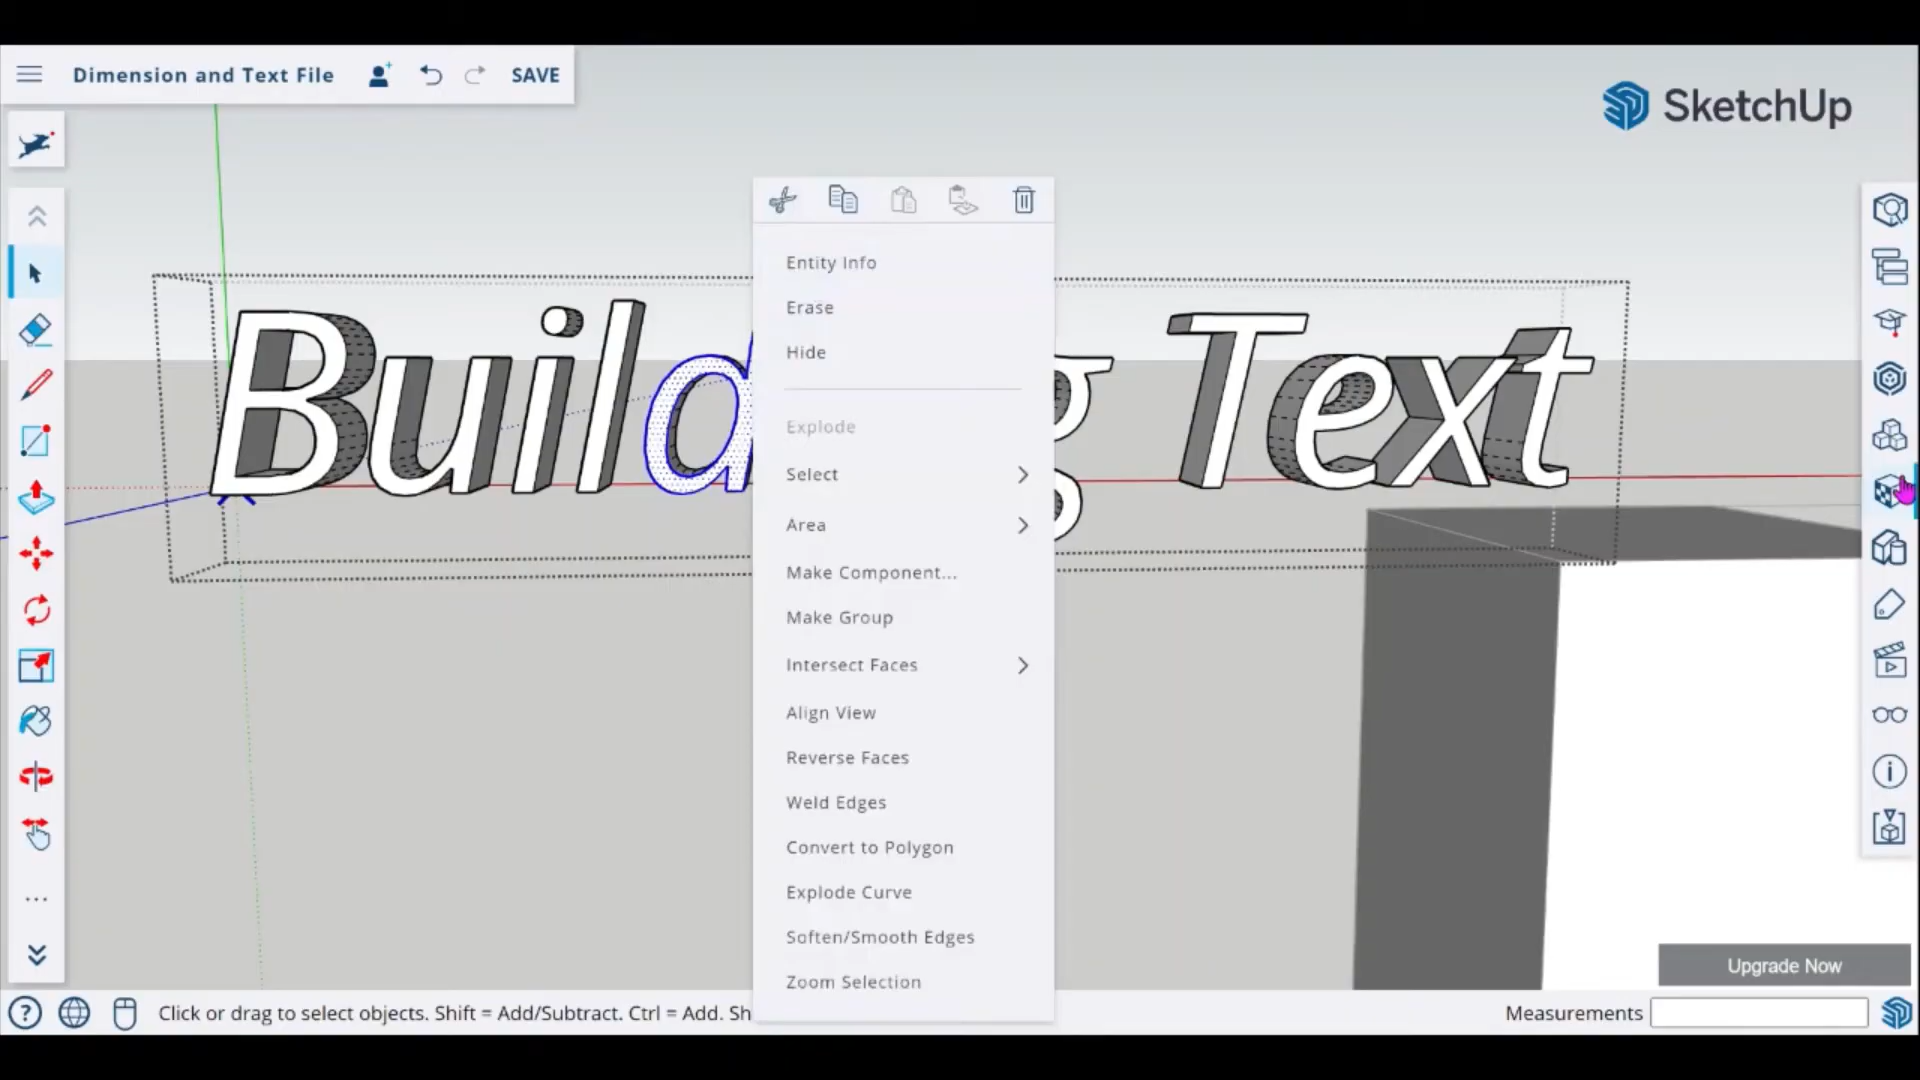 Dimension and Text File
SAVE
SketchUp
Build
g Text
Entity Info
Erase
Hide
Explode
Select
Area
Make Component...
Make Group
Intersect Faces
Align View
Reverse Faces
Weld Edges
Convert to Polygon
Explode Curve
Soften/Smooth Edges
Zoom Selection
Upgrade Now
Click or drag to select objects. Shift = Add/Subtract. Ctrl = Add. Sh
Measurements